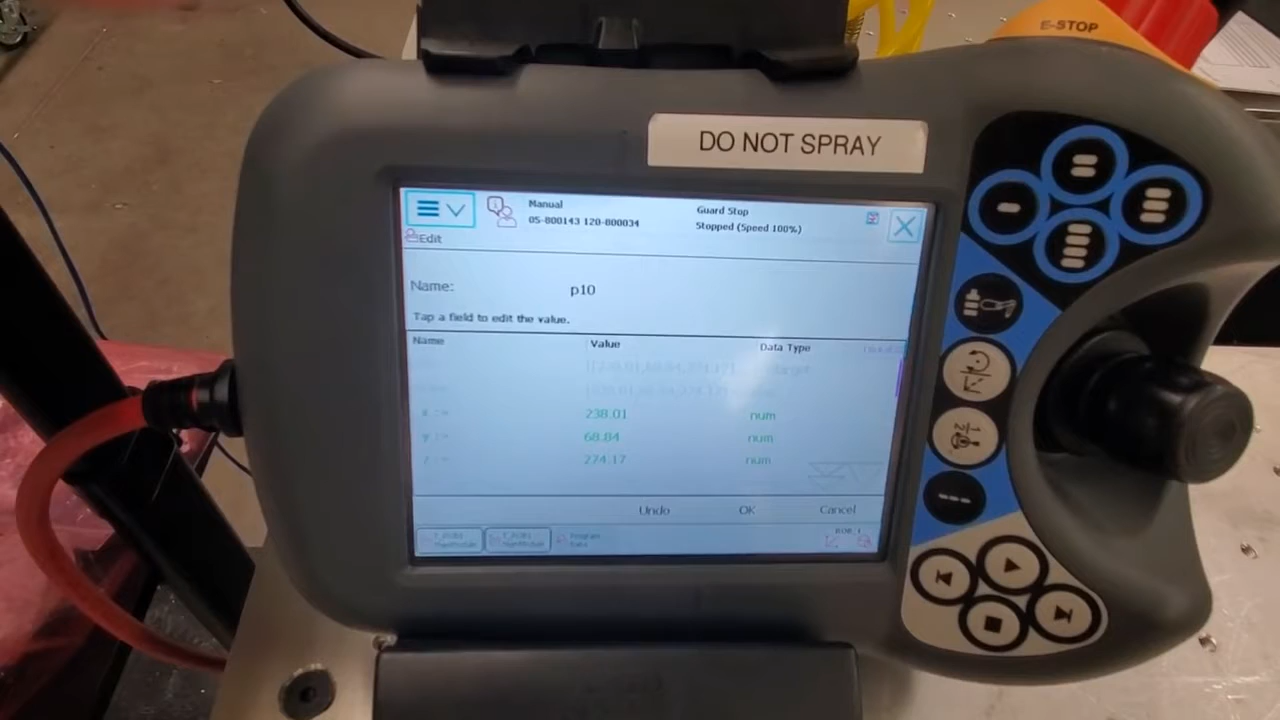 E-STOP
DO NOT SPRAY
Manual
05-800143 120-800034
Guard Stop
Stopped (Speed 100%)
Edit
Name: p10
Tap a field to edit the value.
Name Value Data Type
x := 238.01 num
y := 68.84 num
z := 274.17 num
Undo OK Cancel
ROB_1